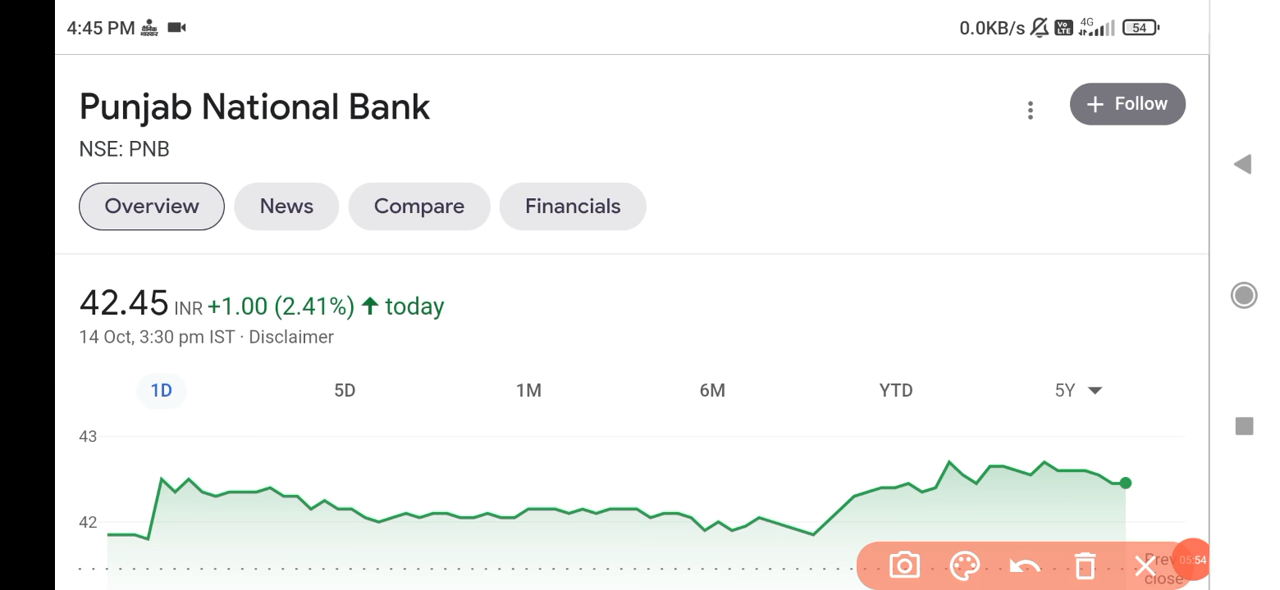 4:45 PM
0.0KB/s 4G 54
Punjab National Bank
+ Follow
NSE: PNB
Overview News Compare Financials
42.45 INR +1.00 (2.41%) ↑ today
14 Oct, 3:30 pm IST · Disclaimer
1D 5D 1M 6M YTD 5Y
43
42
Prev
close
05:54